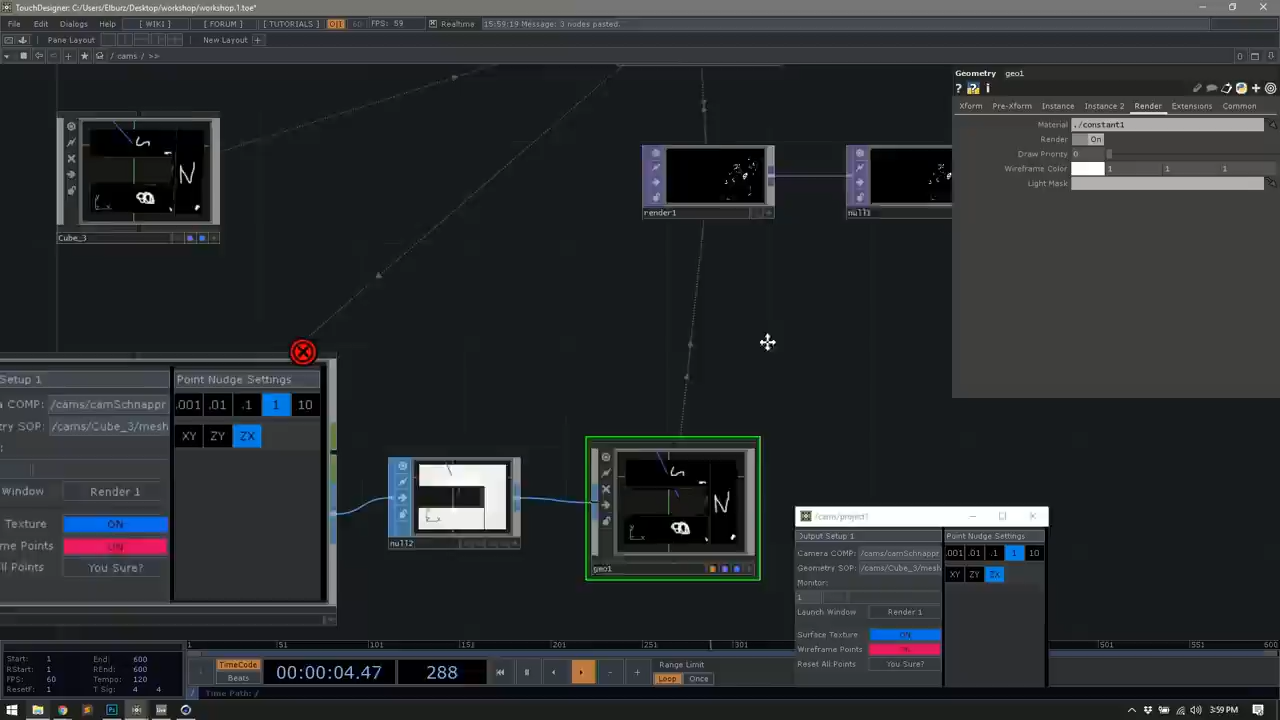 TouchDesigner: C:/Users/Elburz/Desktop/workshop/workshop.1.toe*
File Edit Dialogs Help [ WIKI ] [ FORUM ] [ TUTORIALS ] O|I 60 FPS: 59 Realtime 15:59:19 Message: 3 nodes pasted.
Pane Layout New Layout +
/ cams / >>
0
Geometry geo1
? ? i
Xform Pre-Xform Instance Instance 2 Render Extensions Common
Material ./constant1
Render On
Draw Priority 0
Wireframe Color 1 1 1
Light Mask
Cube_3
render1
null1
Setup 1
Point Nudge Settings
a COMP: /cams/camSchnappr
.001 .01 .1 1 10
y SOP: /cams/Cube_3/mesh
XY ZY ZX
Window Render 1
Texture ON
me Points ON
ll Points You Sure?
null2
geo1
/cams/project1
Output Setup 1
Point Nudge Settings
Camera COMP: /cams/camSchnappr
.001 .01 .1 1 10
Geometry SOP: /cams/Cube_3/mesh
XY ZY ZX
Monitor:
1
Launch Window Render 1
Surface Texture ON
Wireframe Points ON
Reset All Points You Sure?
1 51 101 151 201 251 501 551 600
Start: 1 End: 600
RStart: 1 REnd: 600
FPS: 60 Tempo: 120
ResetF: 1 T Sig: 4 4
TimeCode
Beats
00:00:04.47
288
Range Limit
Loop Once
/ Time Path: /
3:59 PM